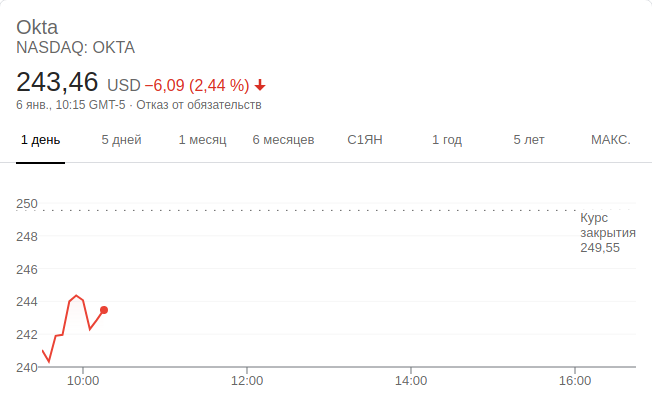 Okta
NASDAQ: OKTA
243,46 USD −6,09 (2,44 %)
6 янв., 10:15 GMT-5 · Отказ от обязательств
1 день 5 дней 1 месяц 6 месяцев С1ЯН 1 год 5 лет МАКС.
250
Курс
закрытия
249,55
248
246
244
242
240
10:00 12:00 14:00 16:00